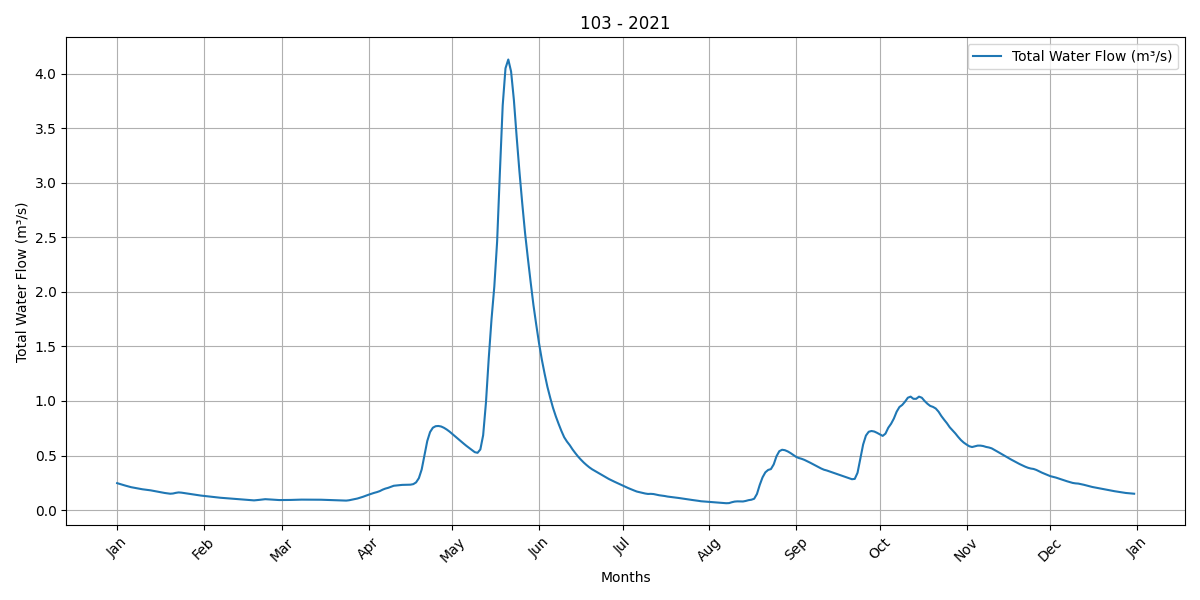 103 - 2021
Total Water Flow (m³/s)
Total Water Flow (m³/s)
4.0
3.5
3.0
2.5
2.0
1.5
1.0
0.5
0.0
Jan Feb Mar Apr May Jun Jul Aug Sep Oct Nov Dec Jan
Months